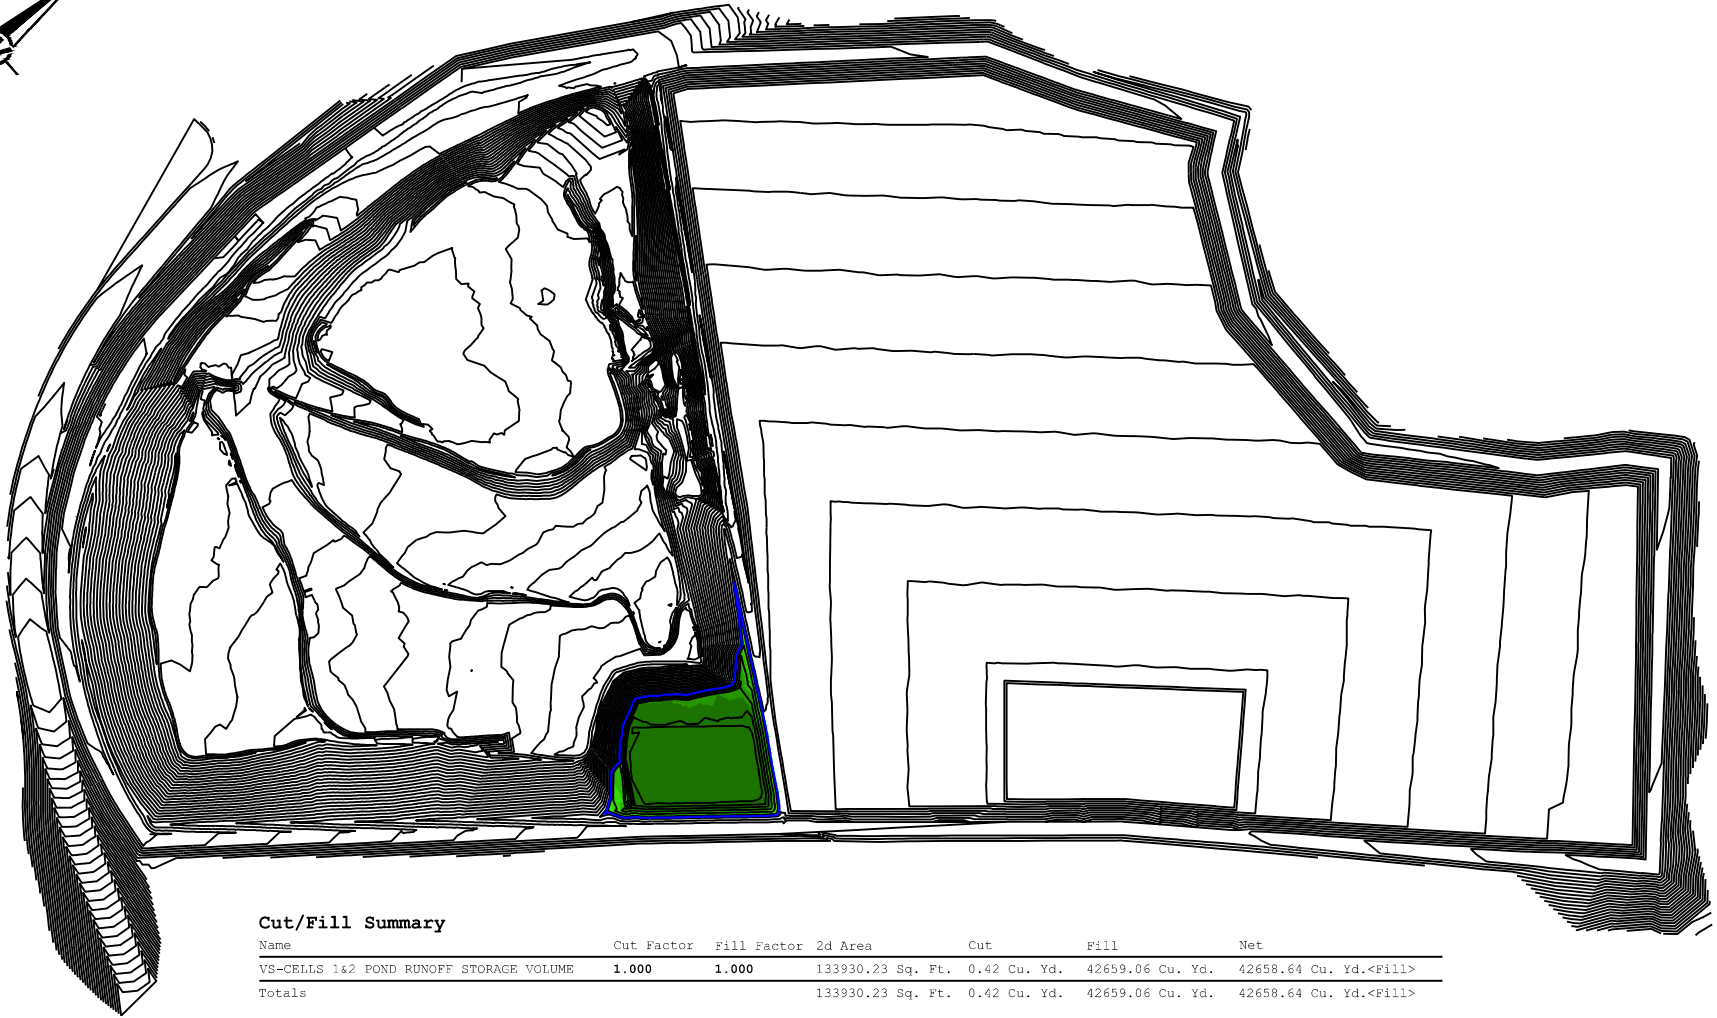 Cut/Fill Summary
Name Cut Factor Fill Factor 2d Area Cut Fill Net
VS-CELLS 1&2 POND RUNOFF STORAGE VOLUME 1.000 1.000 133930.23 Sq. Ft. 0.42 Cu. Yd. 42659.06 Cu. Yd. 42658.64 Cu. Yd.<Fill>
Totals 133930.23 Sq. Ft. 0.42 Cu. Yd. 42659.06 Cu. Yd. 42658.64 Cu. Yd.<Fill>